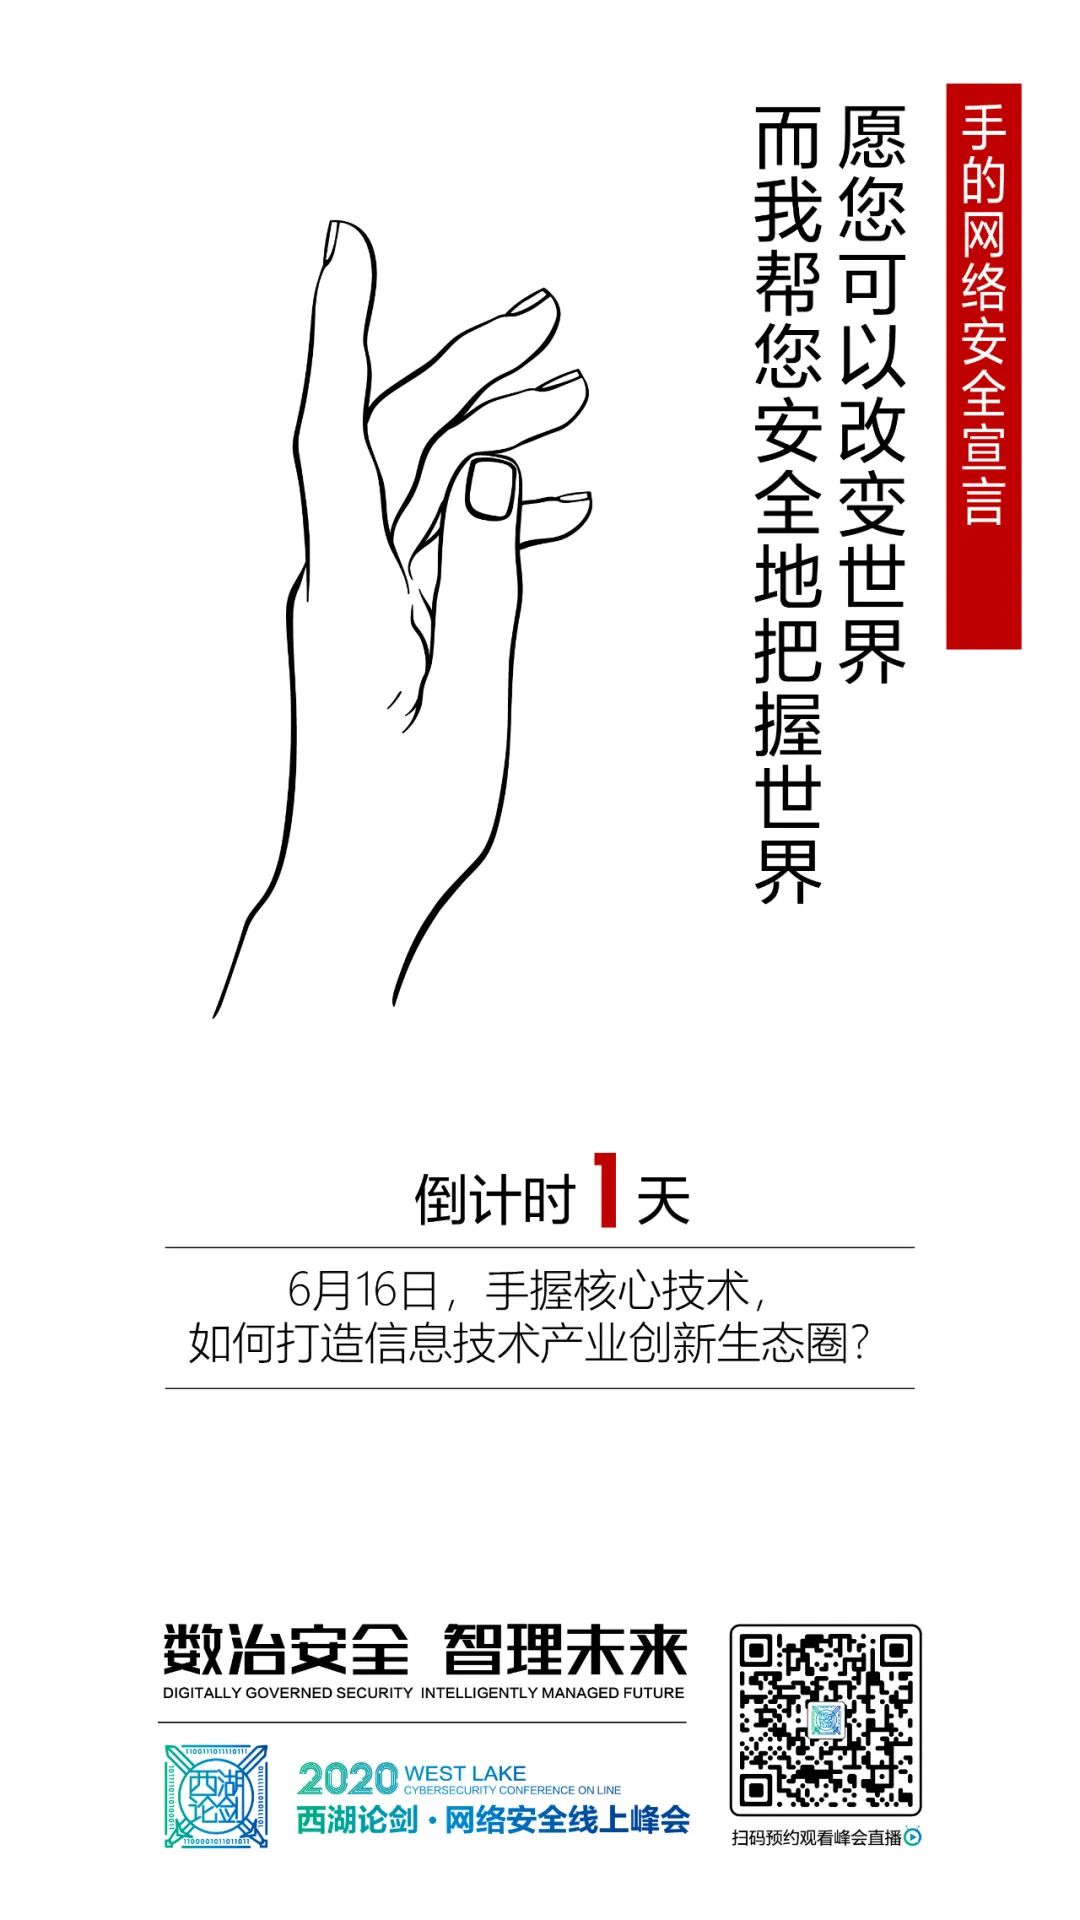 手的网络安全宣言
愿您可以改变世界
而我帮您安全地把握世界
倒计时1天
6月16日，手握核心技术，
如何打造信息技术产业创新生态圈？
数治安全 智理未来
DIGITALLY GOVERNED SECURITY INTELLIGENTLY MANAGED FUTURE
西湖
论剑
2020 WEST LAKE
CYBERSECURITY CONFERENCE ON LINE
西湖论剑·网络安全线上峰会
扫码预约观看峰会直播